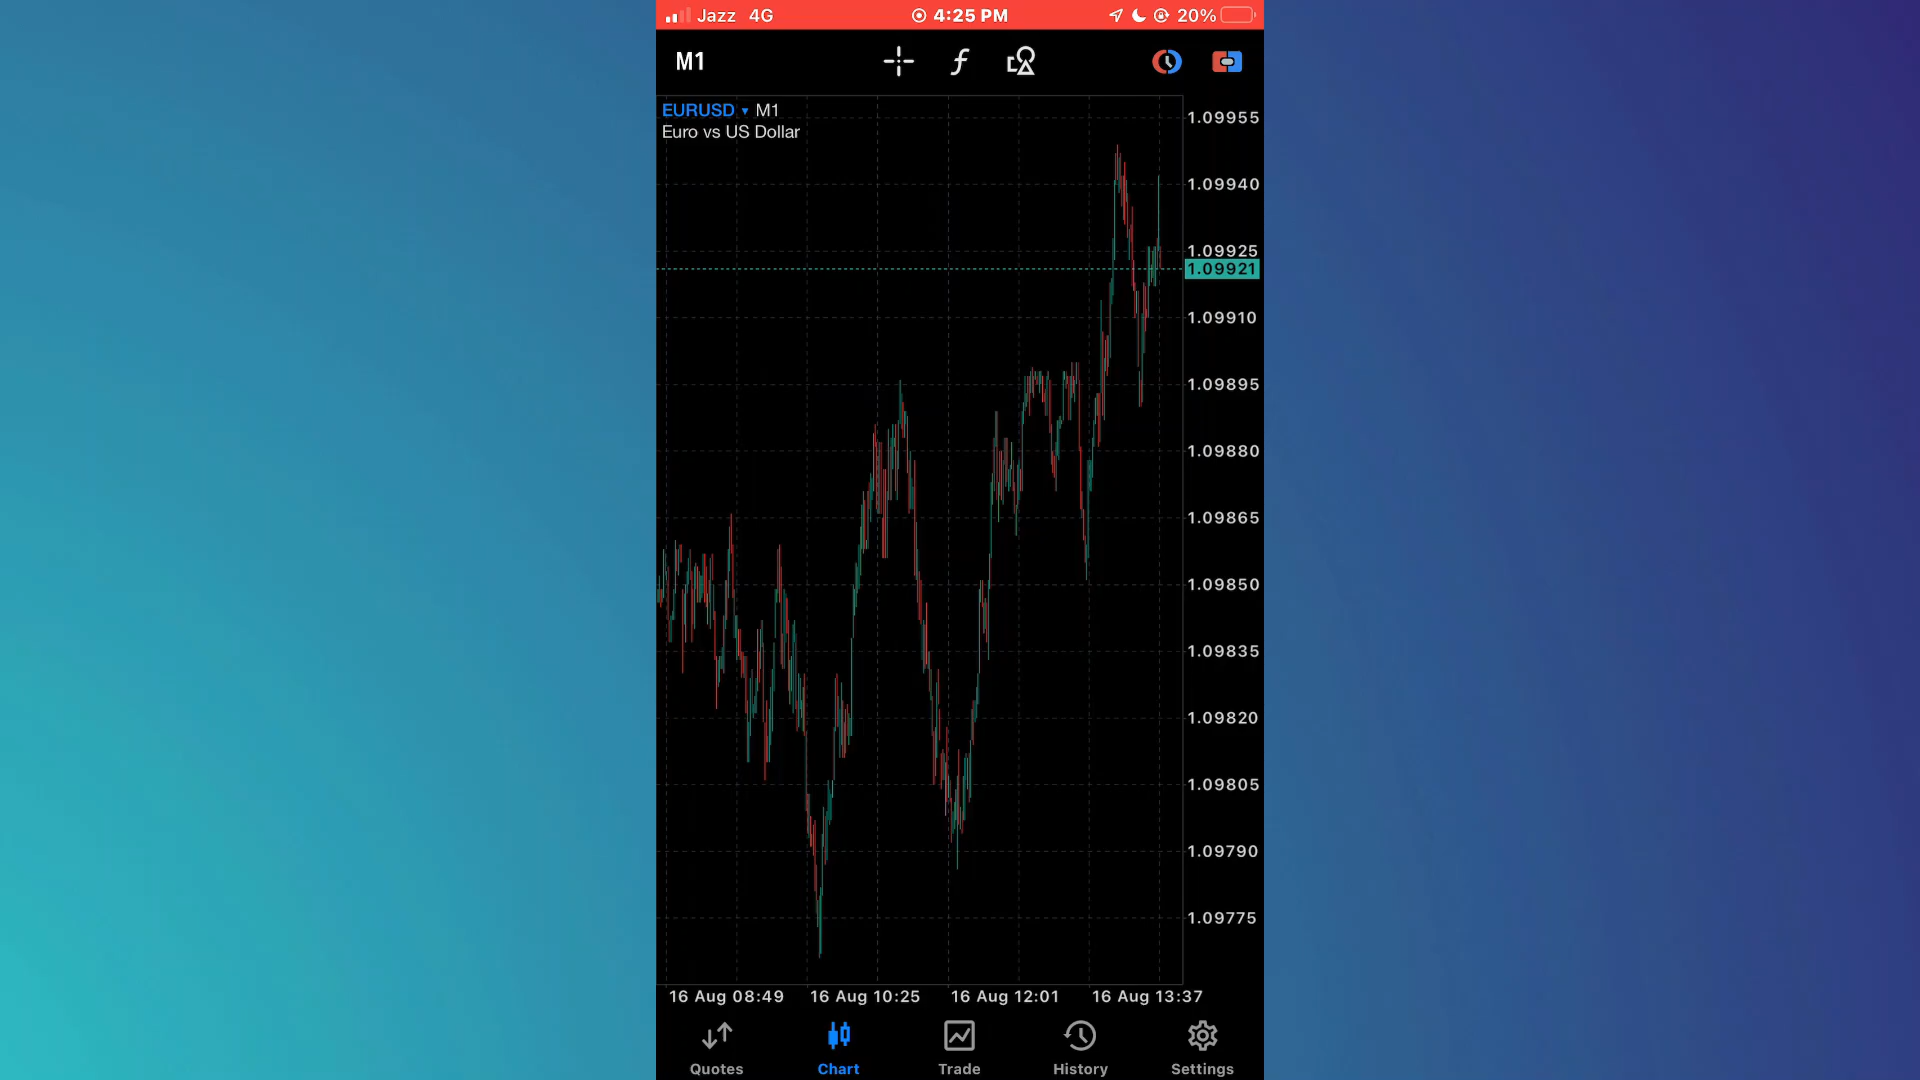 Jazz 4G 4:25 PM 20%
M1
EURUSD M1
Euro vs US Dollar
1.09955
1.09940
1.09925
1.09921
1.09910
1.09895
1.09880
1.09865
1.09850
1.09835
1.09820
1.09805
1.09790
1.09775
16 Aug 08:49 16 Aug 10:25 16 Aug 12:01 16 Aug 13:37
Quotes Chart Trade History Settings